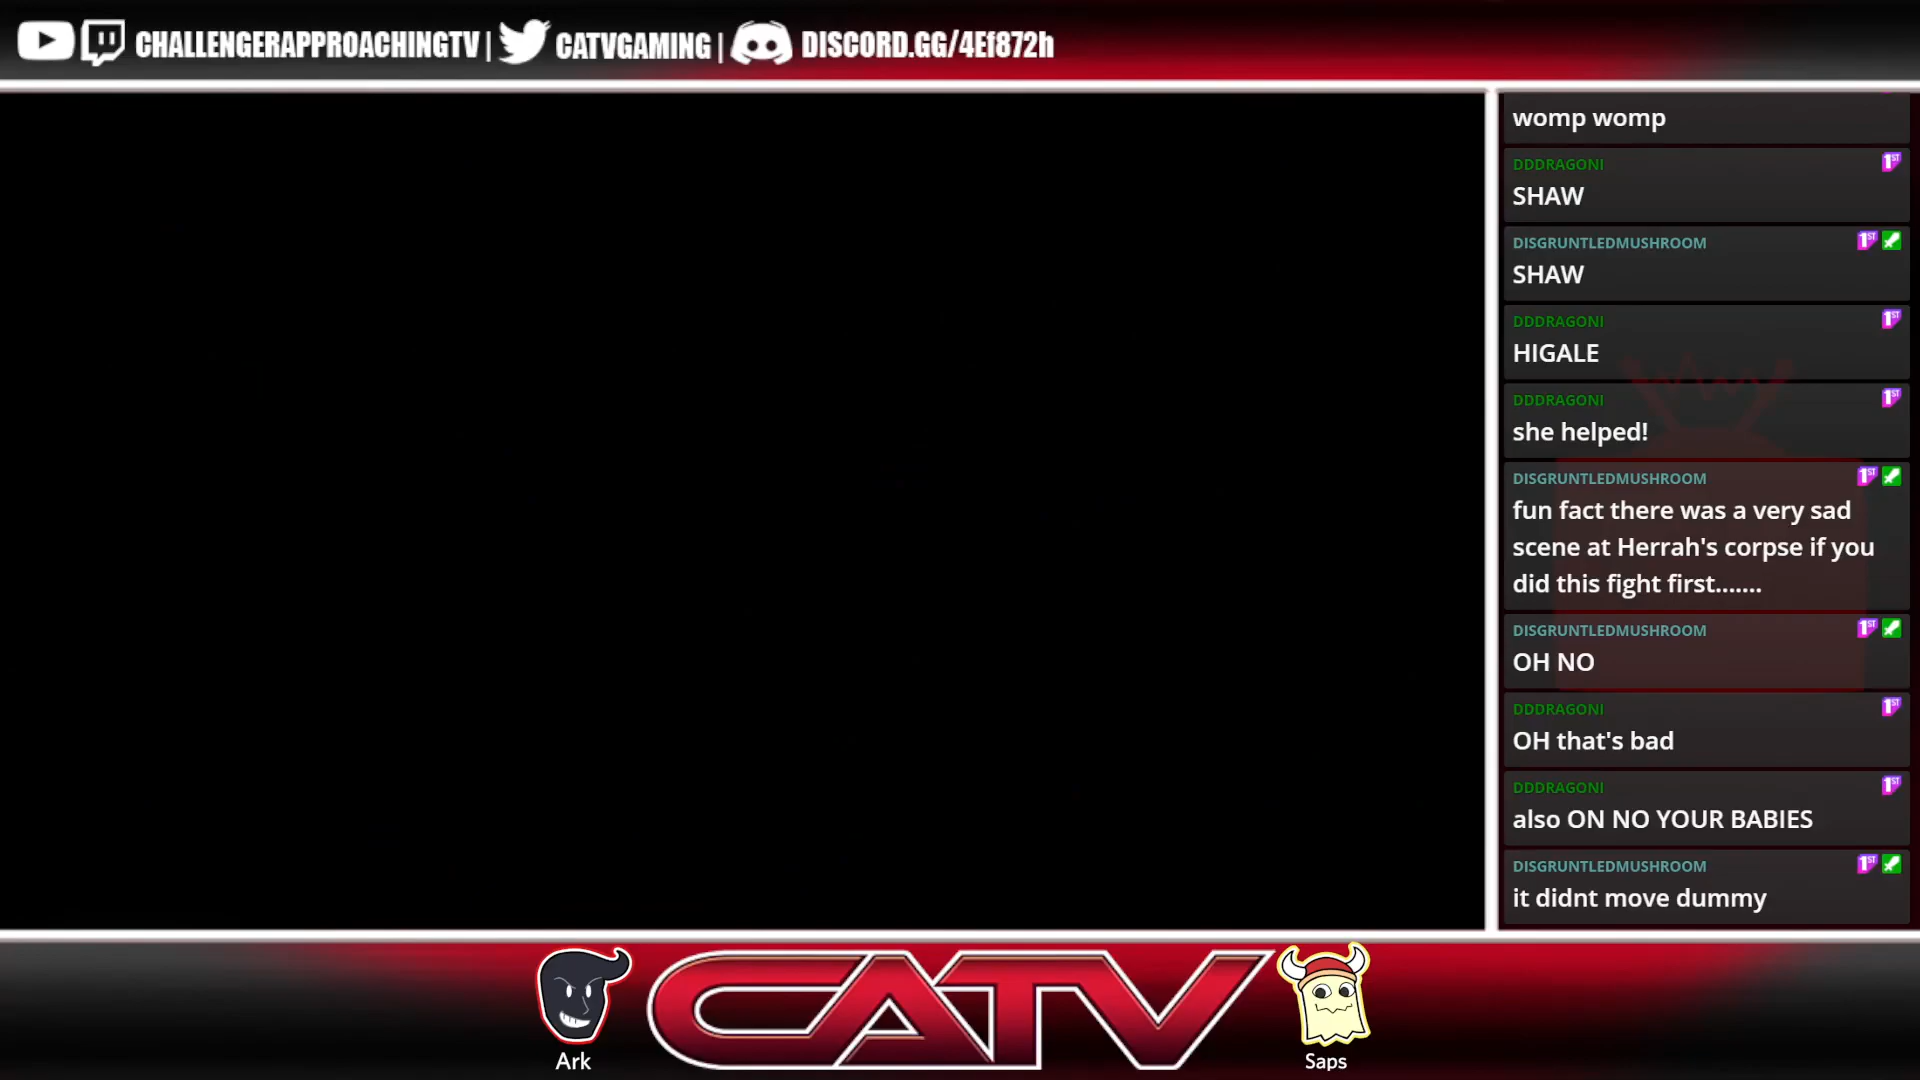 CHALLENGERAPPROACHINGTV | CATVGAMING | DISCORD.GG/4Ef872h
womp womp
DDDRAGONI
SHAW
DISGRUNTLEDMUSHROOM
SHAW
DDDRAGONI
HIGALE
DDDRAGONI
she helped!
DISGRUNTLEDMUSHROOM
fun fact there was a very sad
scene at Herrah's corpse if you
did this fight first.......
DISGRUNTLEDMUSHROOM
OH NO
DDDRAGONI
OH that's bad
DDDRAGONI
also ON NO YOUR BABIES
DISGRUNTLEDMUSHROOM
it didnt move dummy
CATV
Ark
Saps